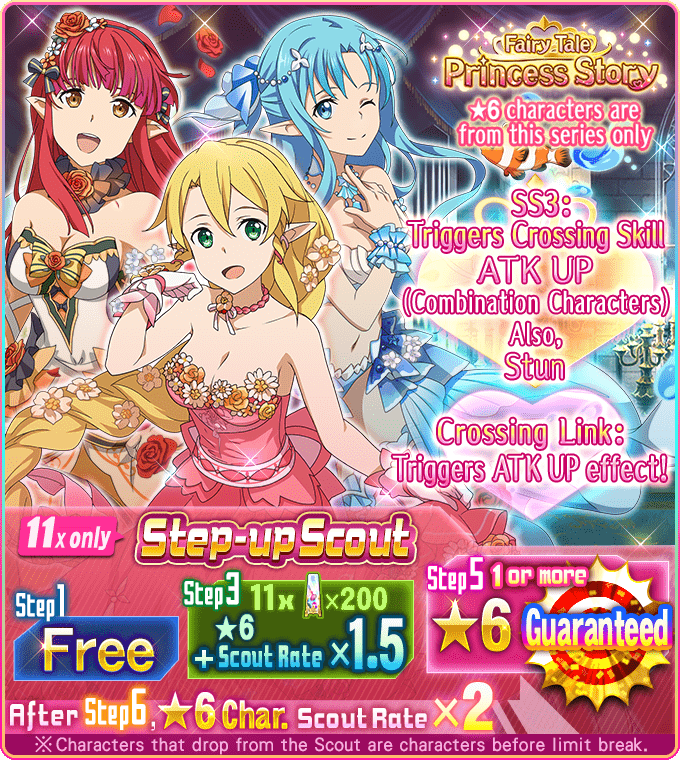 Fairy Tale
Princess Story
★6 characters are
from this series only
SS3:
Triggers Crossing Skill
ATK UP
(Combination Characters)
Also,
Stun
Crossing Link:
Triggers ATK UP effect!
11x only
Step-up Scout
Step1
Free
Step3 11x ×200
★6
+Scout Rate ×1.5
Step5 1 or more
★6 Guaranteed
After Step6, ★6 Char. Scout Rate ×2
※Characters that drop from the Scout are characters before limit break.